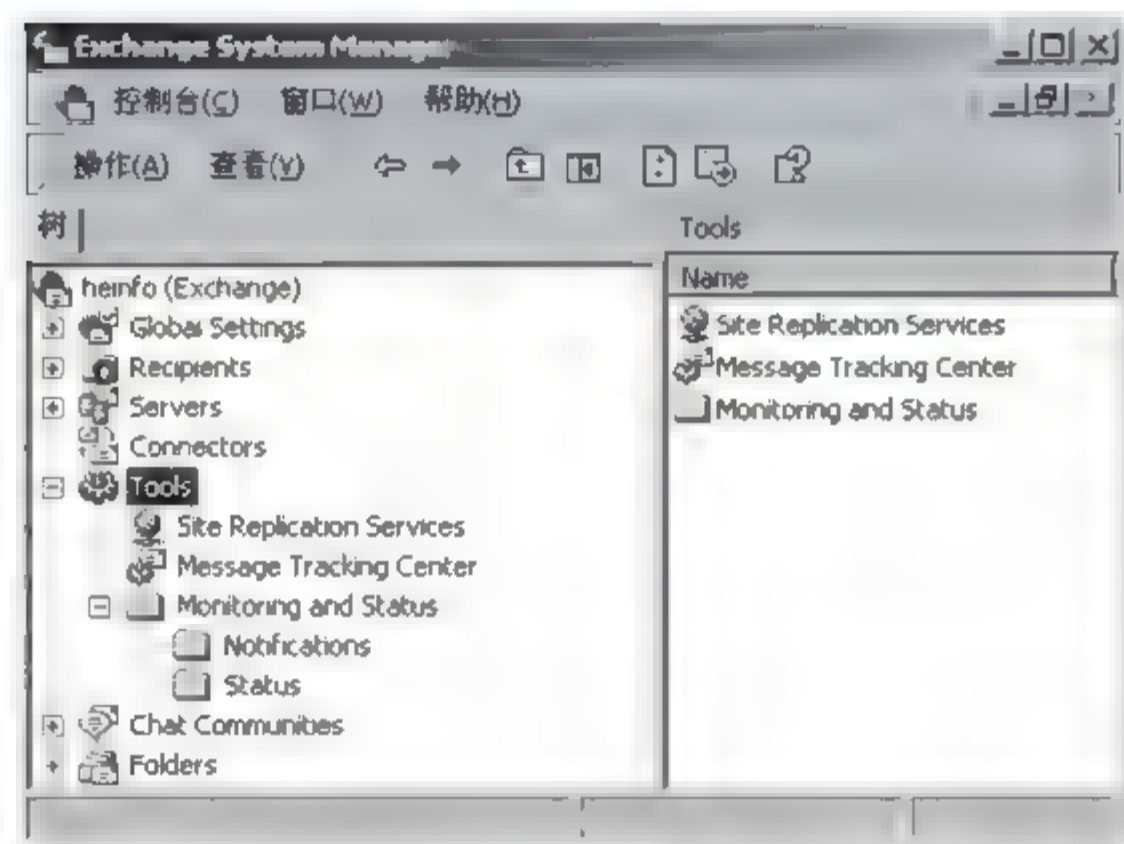 Exchange System Manager
控制台(C) 窗口(W) 帮助(H)
操作(A) 查看(V)
树
Tools
heinfo (Exchange)
Global Settings
Recipients
Servers
Connectors
Tools
Site Replication Services
Message Tracking Center
Monitoring and Status
Notifications
Status
Chat Communities
Folders
Name
Site Replication Services
Message Tracking Center
Monitoring and Status